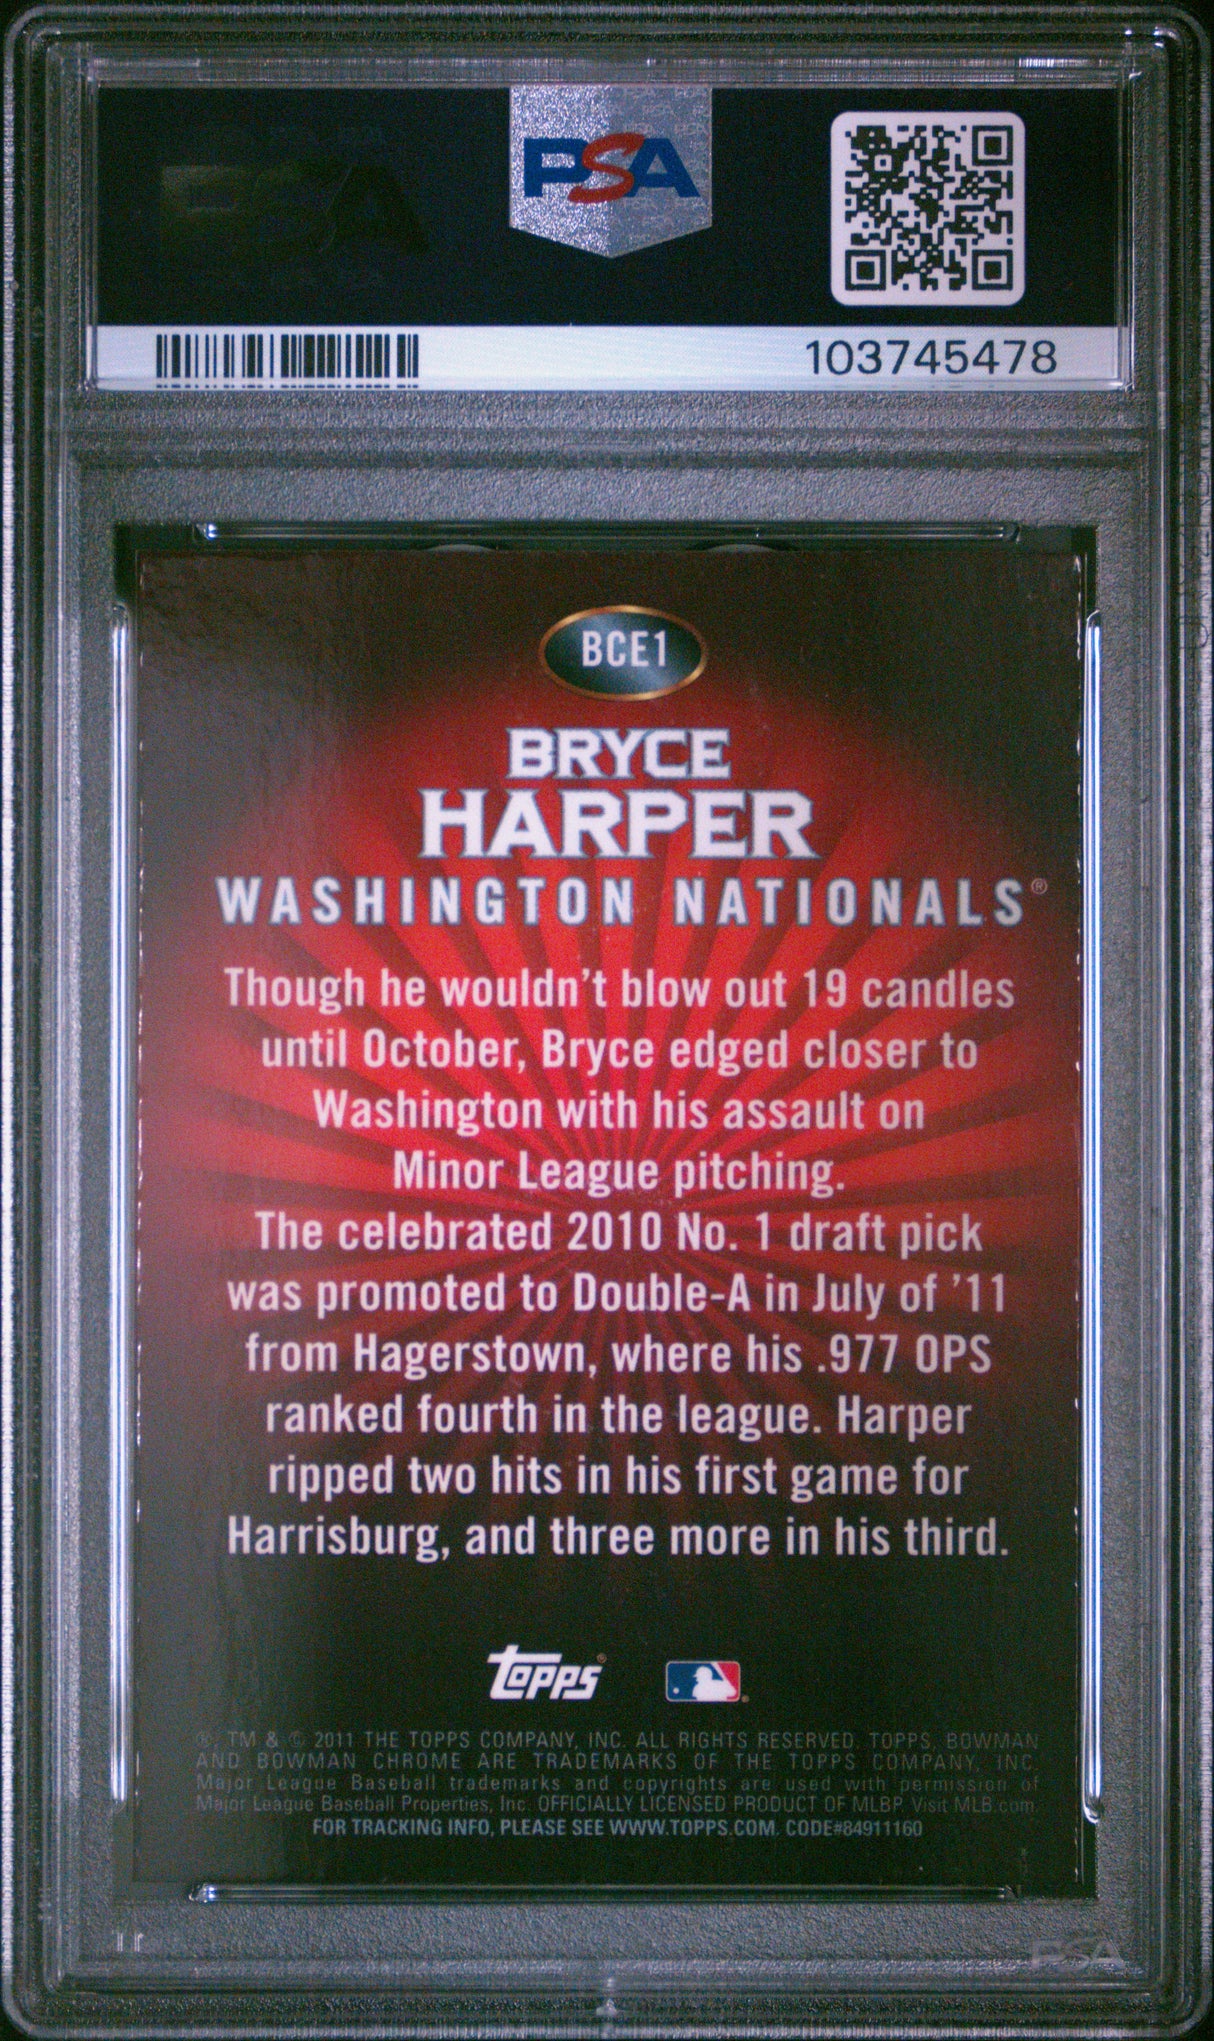 PSA
103745478
BCE1
BRYCE
HARPER
WASHINGTON NATIONALS®
Though he wouldn't blow out 19 candles
until October, Bryce edged closer to
Washington with his assault on
Minor League pitching.
The celebrated 2010 No. 1 draft pick
was promoted to Double-A in July of '11
from Hagerstown, where his .977 OPS
ranked fourth in the league. Harper
ripped two hits in his first game for
Harrisburg, and three more in his third.
Topps®
®, TM & © 2011 THE TOPPS COMPANY, INC. ALL RIGHTS RESERVED. TOPPS, BOWMAN
AND BOWMAN CHROME ARE TRADEMARKS OF THE TOPPS COMPANY, INC.
Major League Baseball trademarks and copyrights are used with permission of
Major League Baseball Properties, Inc. OFFICIALLY LICENSED PRODUCT OF MLBP. Visit MLB.com.
FOR TRACKING INFO, PLEASE SEE WWW.TOPPS.COM. CODE#84911160
PSA